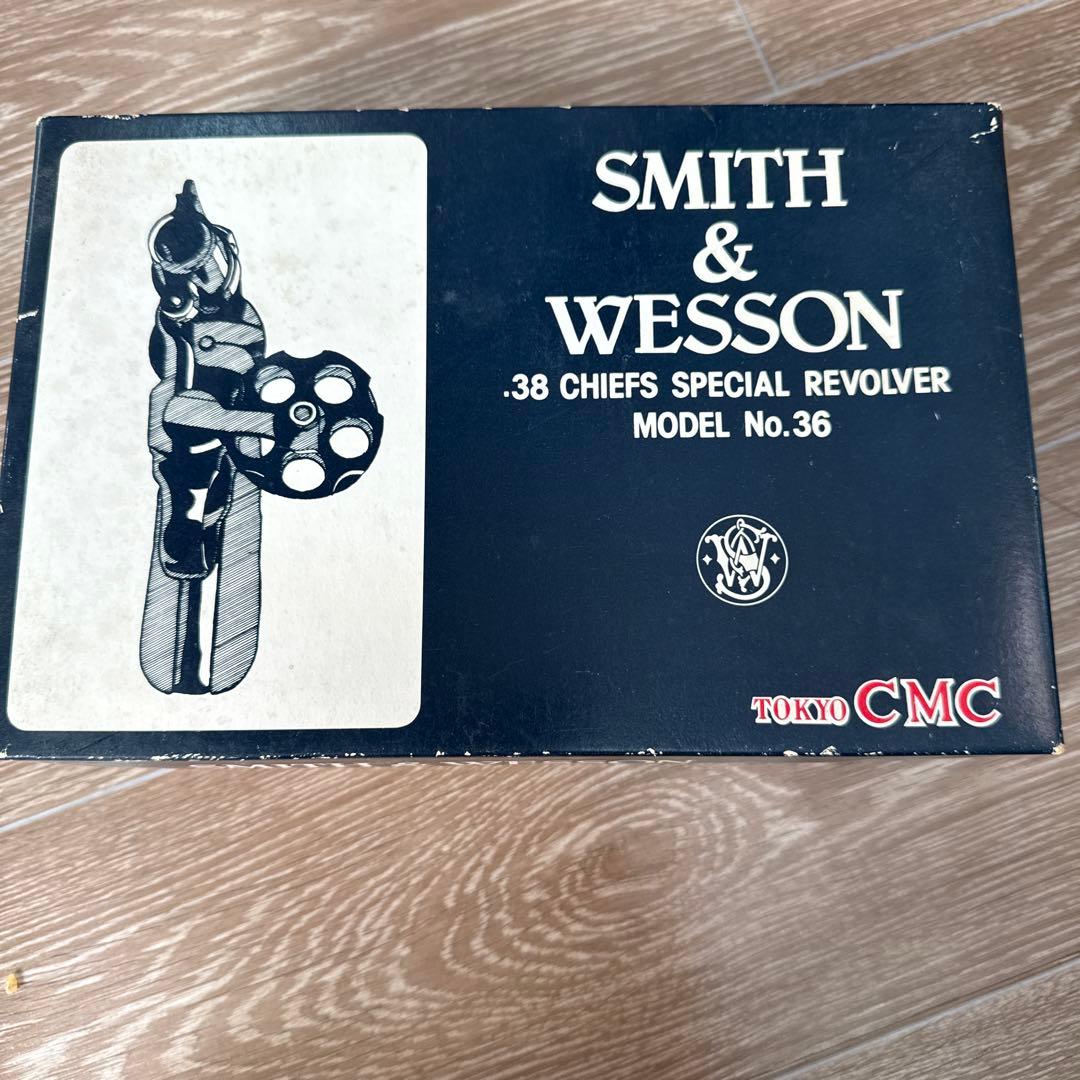 SMITH
&
WESSON
.38 CHIEFS SPECIAL REVOLVER
MODEL No.36
TOKYO CMC